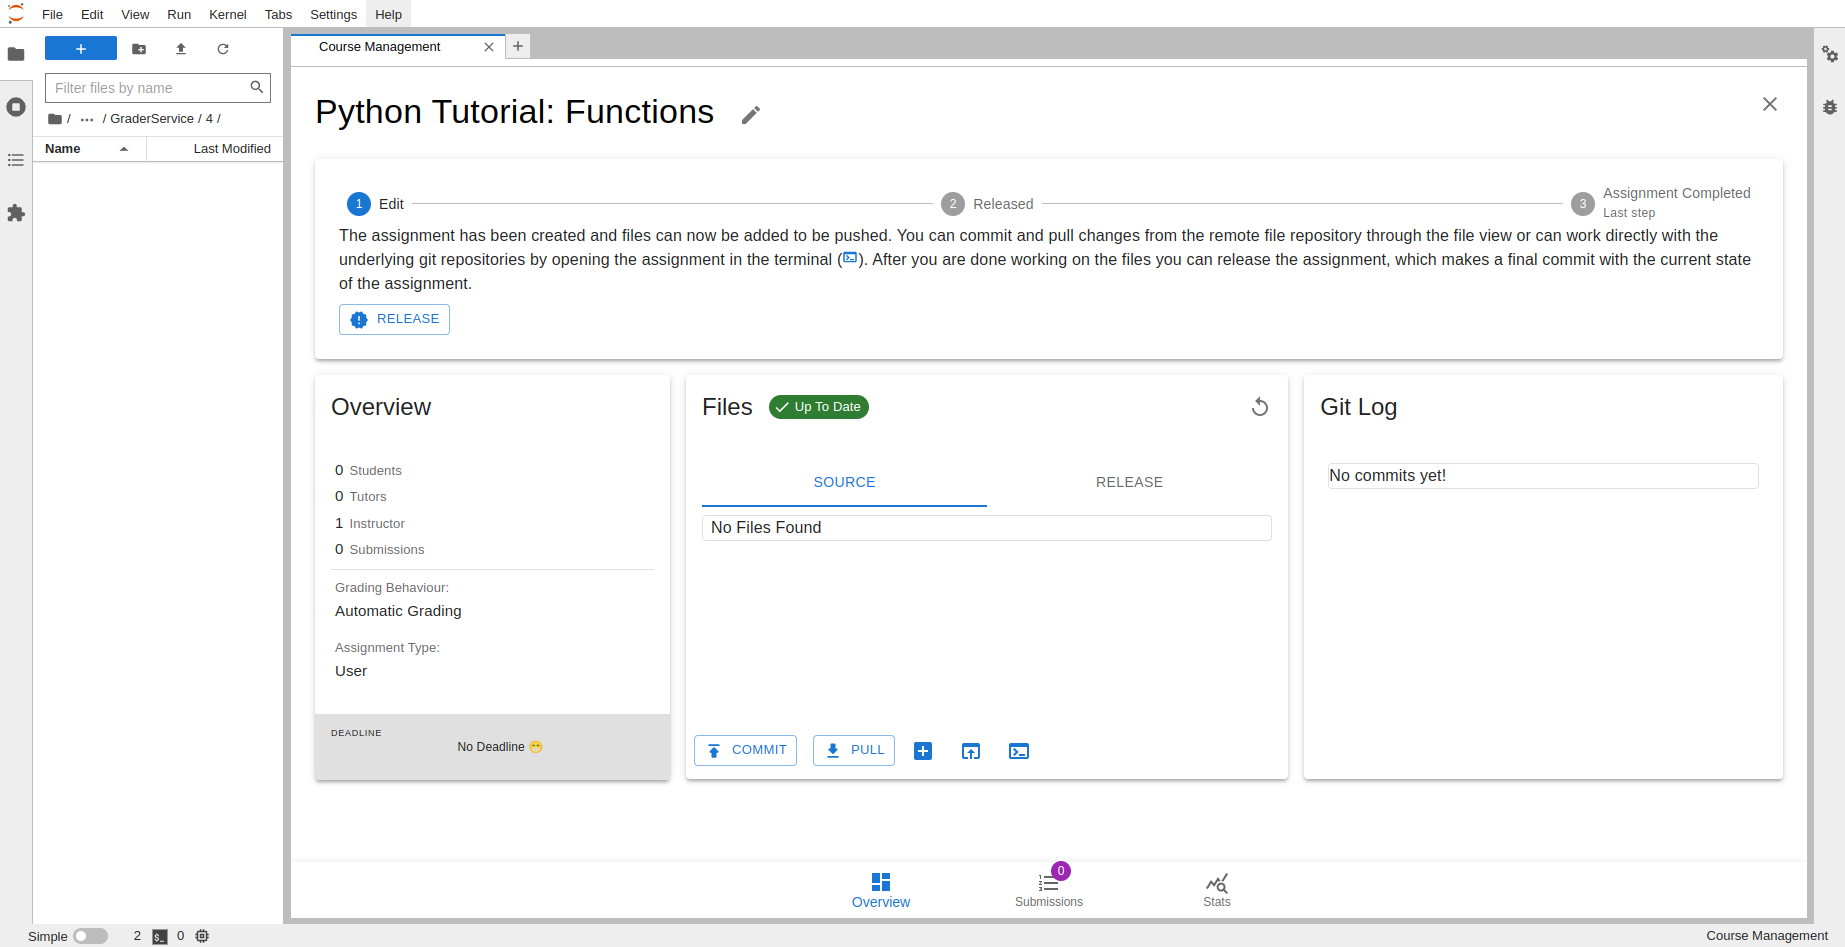 File Edit View Run Kernel Tabs Settings Help
Course Management
Filter files by name
/ ... / GraderService / 4 /
Name Last Modified
Python Tutorial: Functions
1 Edit 2 Released 3 Assignment Completed
Last step
The assignment has been created and files can now be added to be pushed. You can commit and pull changes from the remote file repository through the file view or can work directly with the
underlying git repositories by opening the assignment in the terminal ( ). After you are done working on the files you can release the assignment, which makes a final commit with the current state
of the assignment.
RELEASE
Overview
0 Students
0 Tutors
1 Instructor
0 Submissions
Grading Behaviour:
Automatic Grading
Assignment Type:
User
DEADLINE
No Deadline 😁
Files Up To Date
SOURCE RELEASE
No Files Found
COMMIT PULL
Git Log
No commits yet!
Overview
0
Submissions
Stats
Simple 2 0 Course Management